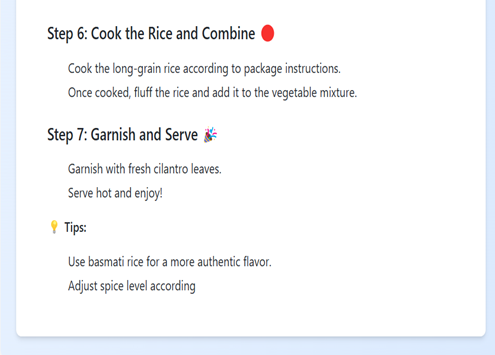 Step 6: Cook the Rice and Combine 🔴
Cook the long-grain rice according to package instructions.
Once cooked, fluff the rice and add it to the vegetable mixture.
Step 7: Garnish and Serve 🎉
Garnish with fresh cilantro leaves.
Serve hot and enjoy!
💡 Tips:
Use basmati rice for a more authentic flavor.
Adjust spice level according